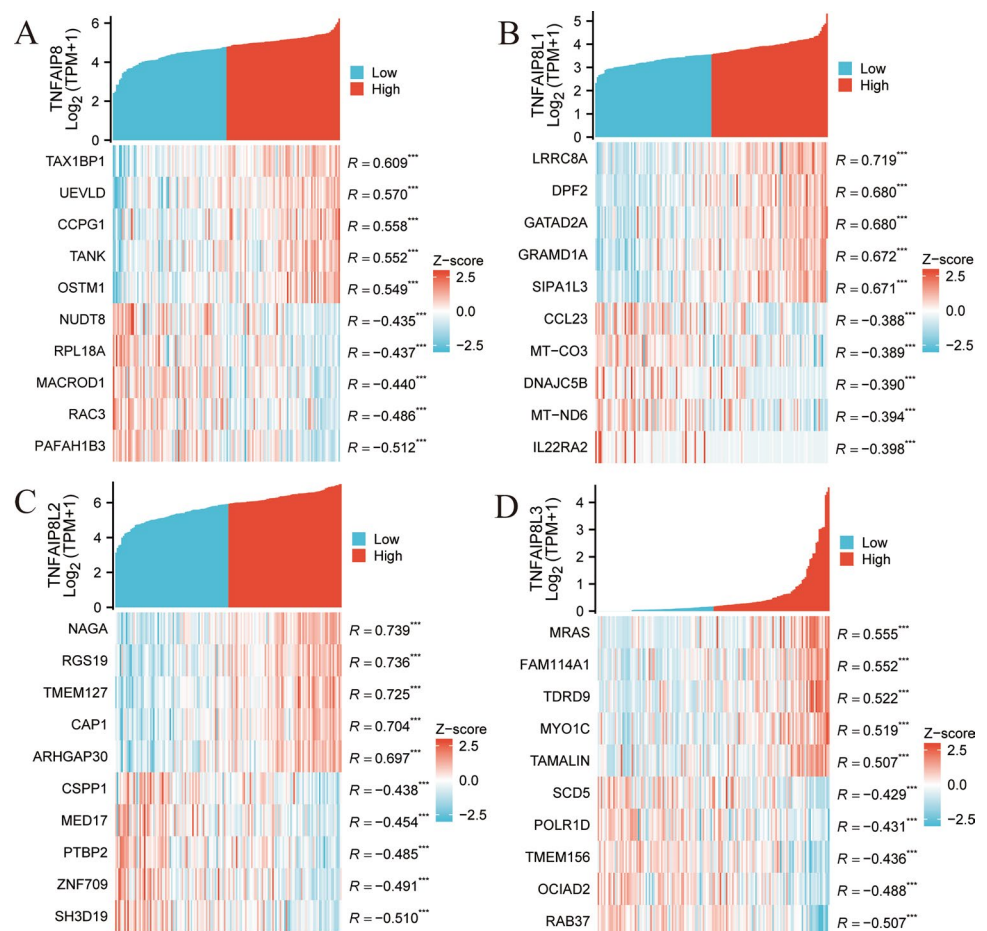 A
TNFAIP8
Log2 (TPM+1)
6
4
2
0
Low
High
TAX1BP1 R = 0.609***
UEVLD R = 0.570***
CCPG1 R = 0.558***
TANK R = 0.552***
OSTM1 R = 0.549***
NUDT8 R = −0.435***
RPL18A R = −0.437***
MACROD1 R = −0.440***
RAC3 R = −0.486***
PAFAH1B3 R = −0.512***
Z−score
2.5
0.0
−2.5
B
TNFAIP8L1
Log2 (TPM+1)
5
4
3
2
1
0
Low
High
LRRC8A R = 0.719***
DPF2 R = 0.680***
GATAD2A R = 0.680***
GRAMD1A R = 0.672***
SIPA1L3 R = 0.671***
CCL23 R = −0.388***
MT−CO3 R = −0.389***
DNAJC5B R = −0.390***
MT−ND6 R = −0.394***
IL22RA2 R = −0.398***
Z−score
2.5
0.0
−2.5
C
TNFAIP8L2
Log2 (TPM+1)
6
4
2
0
Low
High
NAGA R = 0.739***
RGS19 R = 0.736***
TMEM127 R = 0.725***
CAP1 R = 0.704***
ARHGAP30 R = 0.697***
CSPP1 R = −0.438***
MED17 R = −0.454***
PTBP2 R = −0.485***
ZNF709 R = −0.491***
SH3D19 R = −0.510***
Z−score
2.5
0.0
−2.5
D
TNFAIP8L3
Log2 (TPM+1)
4
3
2
1
0
Low
High
MRAS R = 0.555***
FAM114A1 R = 0.552***
TDRD9 R = 0.522***
MYO1C R = 0.519***
TAMALIN R = 0.507***
SCD5 R = −0.429***
POLR1D R = −0.431***
TMEM156 R = −0.436***
OCIAD2 R = −0.488***
RAB37 R = −0.507***
Z−score
2.5
0.0
−2.5